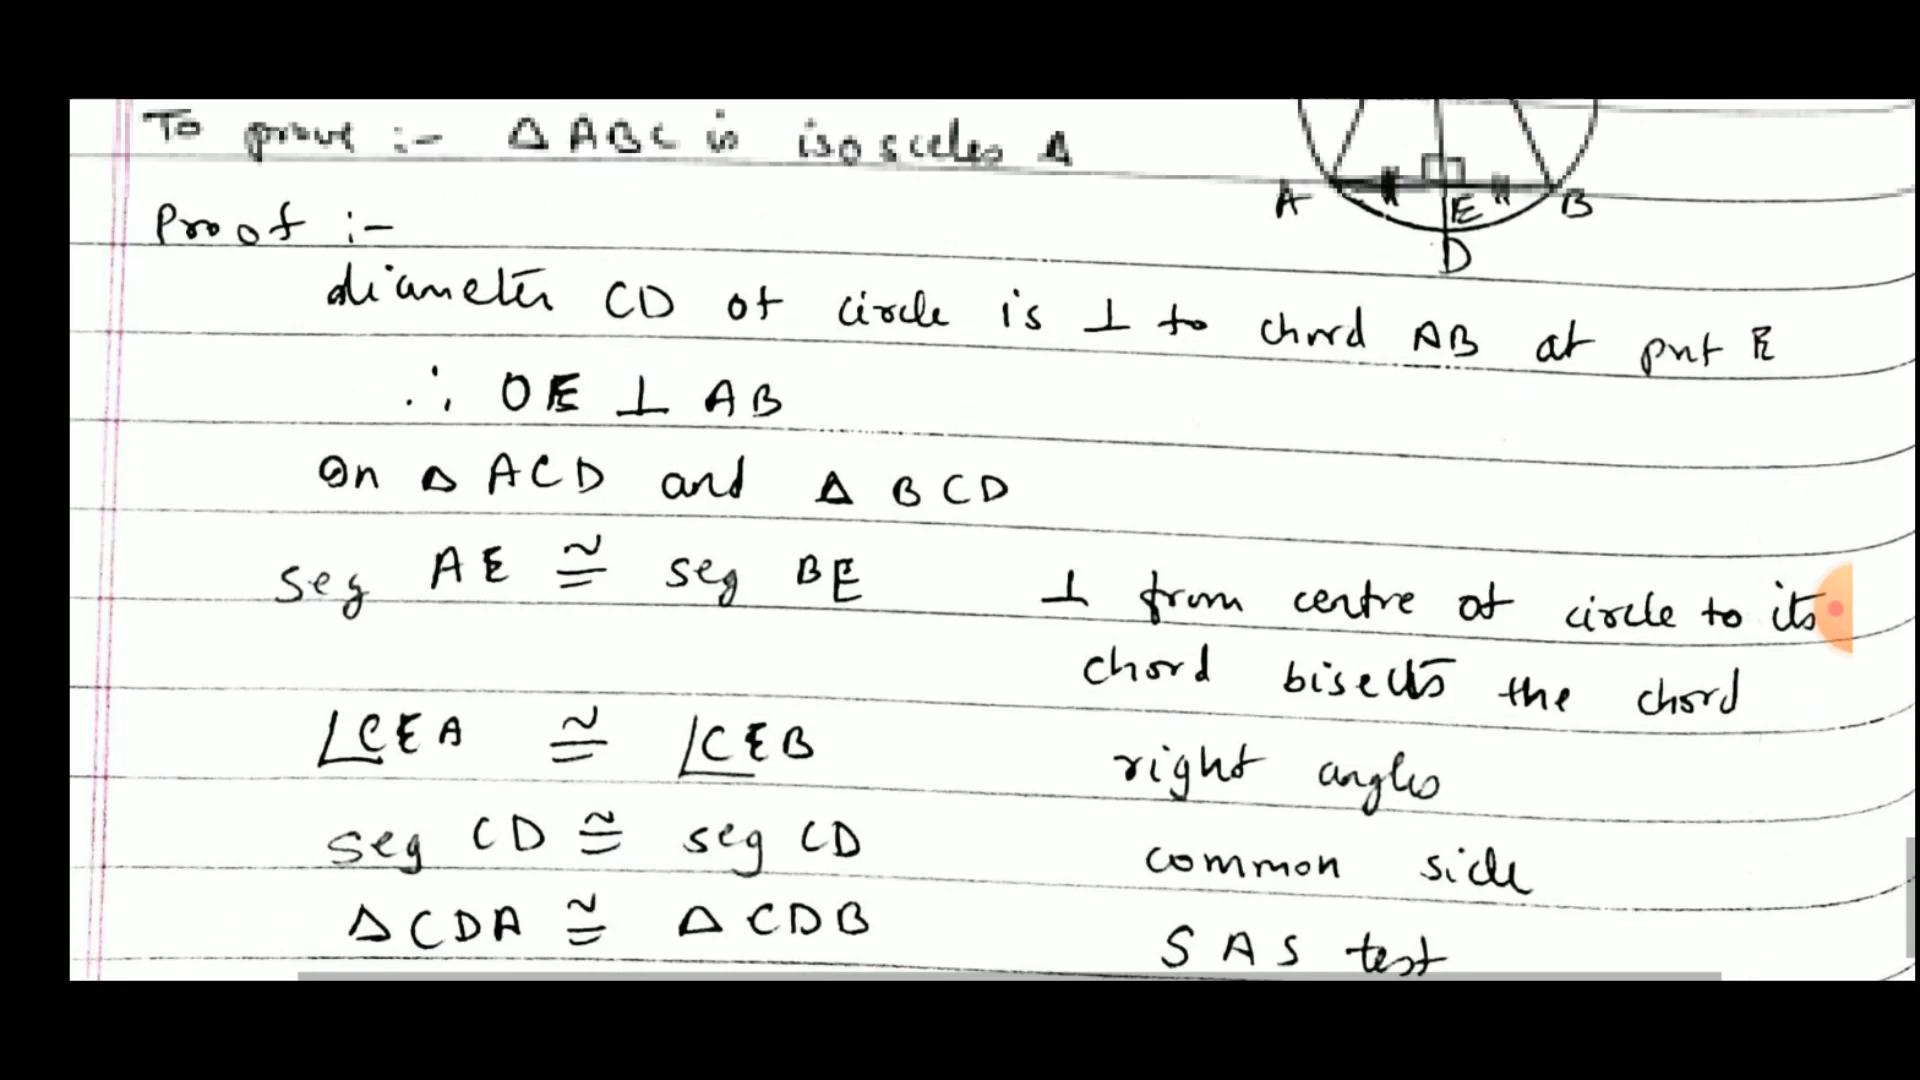 To prove :- Δ ABC is isosceles Δ
A E B
D
Proof :-
diameter CD of circle is ⊥ to chord AB at pnt E
∴ OE ⊥ AB
On Δ ACD and Δ BCD
seg AE ≅ seg BE ⊥ from centre of circle to its
chord bisects the chord
∠CEA ≅ ∠CEB right angles
seg CD ≅ seg CD common side
Δ CDA ≅ Δ CDB SAS test